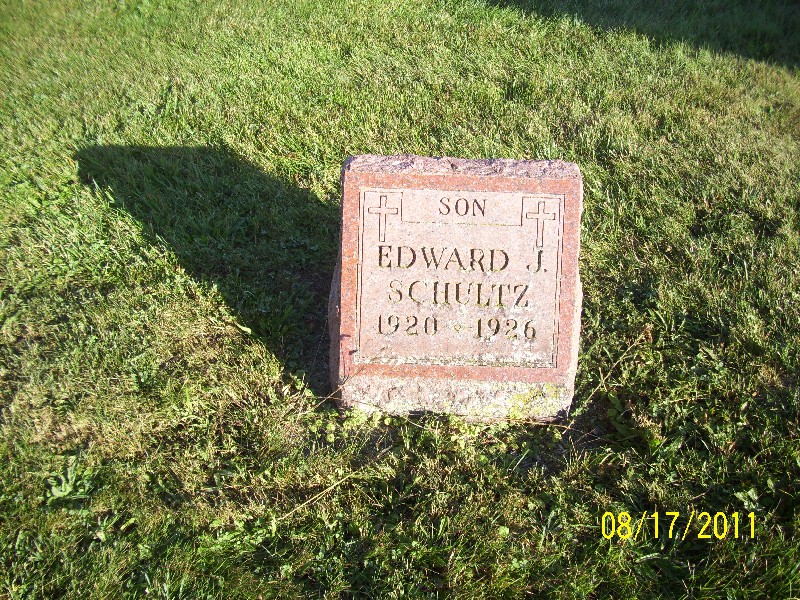 SON
EDWARD J.
SCHULTZ
1920 1926
08/17/2011